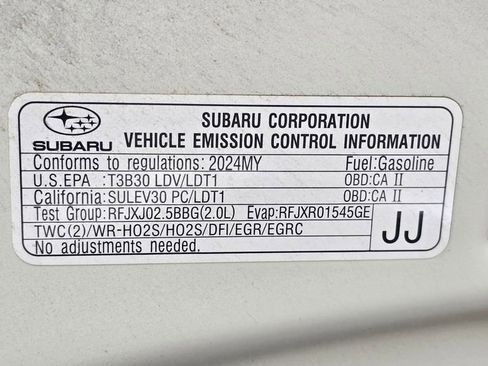 SUBARU CORPORATION
SUBARU VEHICLE EMISSION CONTROL INFORMATION
Conforms to regulations: 2024MY Fuel:Gasoline
U.S.EPA :T3B30 LDV/LDT1 OBD:CA II
California:SULEV30 PC/LDT1 OBD:CA II
Test Group:RFJXJ02.5BBG(2.0L) Evap:RFJXR01545GE
TWC(2)/WR-HO2S/HO2S/DFI/EGR/EGRC
No adjustments needed.
JJ